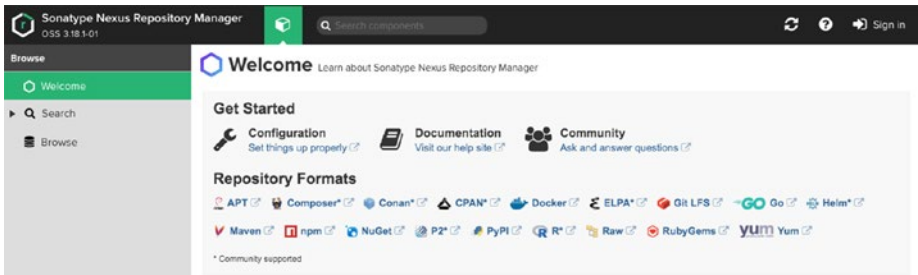 Sonatype Nexus Repository Manager
OSS 3.18.1-01
Search components
Sign in
Browse
Welcome
Search
Browse
Welcome Learn about Sonatype Nexus Repository Manager
Get Started
Configuration
Set things up properly
Documentation
Visit our help site
Community
Ask and answer questions
Repository Formats
APT Composer* Conan* CPAN* Docker ELPA* Git LFS GO Go Helm*
Maven npm NuGet P2* PyPI R R* Raw RubyGems yum Yum
* Community supported